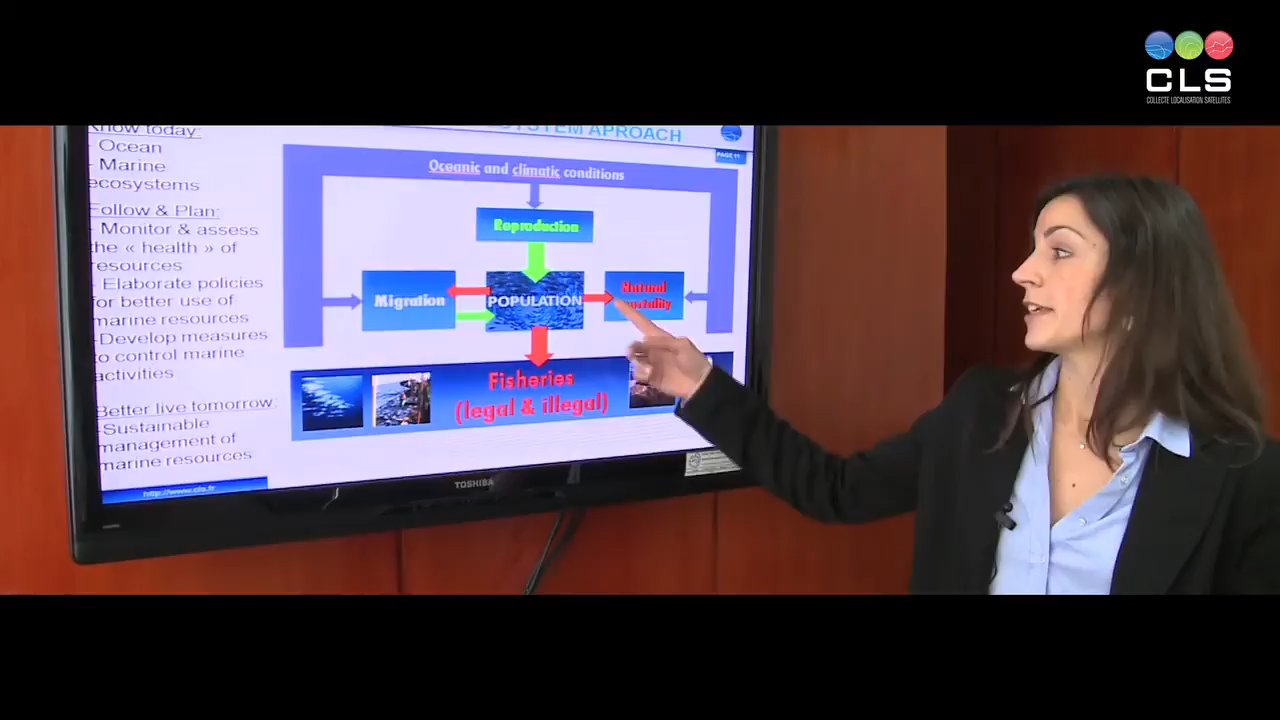 CLS
COLLECTE LOCALISATION SATELLITES
SYSTEM APROACH
PAGE 11
Know today:
- Ocean
- Marine
ecosystems
Follow & Plan:
- Monitor & assess
the « health » of
resources
- Elaborate policies
for better use of
marine resources
-Develop measures
to control marine
activities
Better live tomorrow:
-Sustainable
management of
marine resources
http://www.cls.fr
Oceanic and climatic conditions
Reproduction
Migration
POPULATION
Natural
Fisheries
(legal & illegal)
TOSHIBA